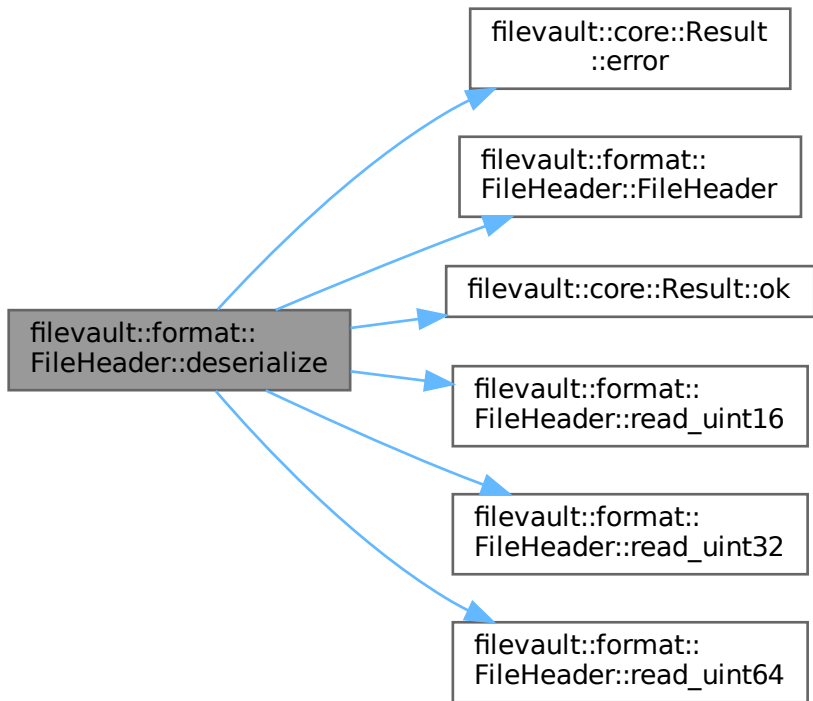 filevault::core::Result
::error
filevault::format::
FileHeader::FileHeader
filevault::core::Result::ok
filevault::format::
FileHeader::deserialize
filevault::format::
FileHeader::read_uint16
filevault::format::
FileHeader::read_uint32
filevault::format::
FileHeader::read_uint64